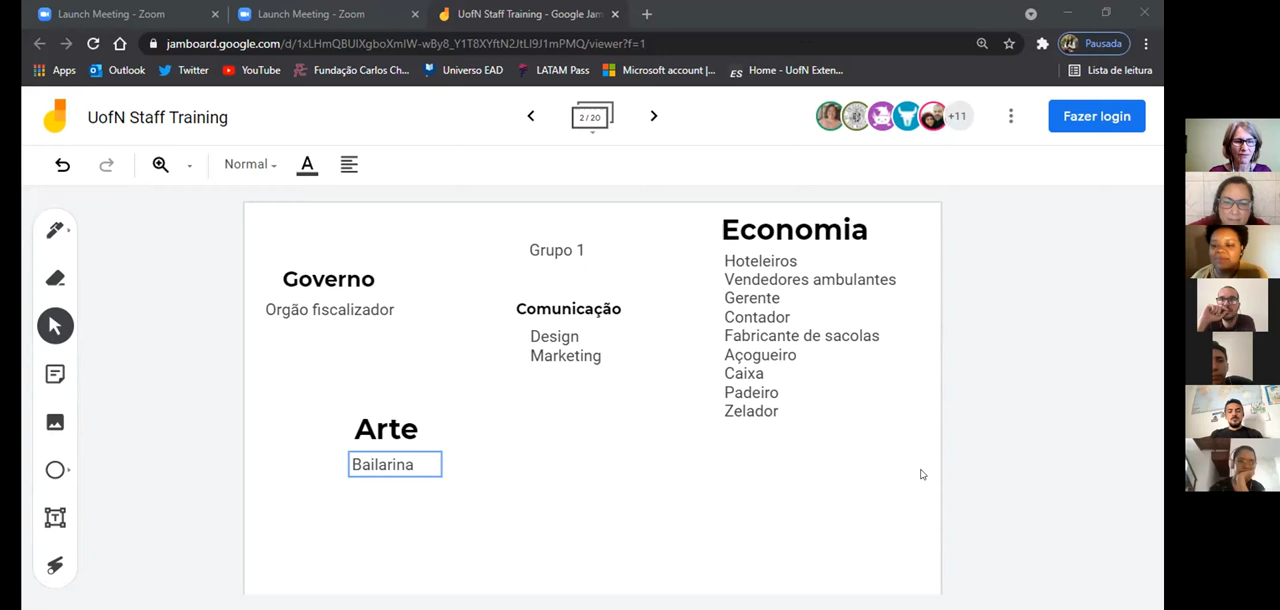 Launch Meeting - Zoom
Launch Meeting - Zoom
UofN Staff Training - Google Jam
jamboard.google.com/d/1xLHmQBUIXgboXmIW-wBy8_Y1T8XYftN2JtLI9J1mPMQ/viewer?f=1
Pausada
Apps
Outlook
Twitter
YouTube
Fundação Carlos Ch...
Universo EAD
LATAM Pass
Microsoft account |...
ES
Home - UofN Exten...
Lista de leitura
UofN Staff Training
2/20
+11
Fazer login
Normal
A
Grupo 1
Governo
Orgão fiscalizador
Comunicação
Design
Marketing
Arte
Bailarina
Economia
Hoteleiros
Vendedores ambulantes
Gerente
Contador
Fabricante de sacolas
Açogueiro
Caixa
Padeiro
Zelador